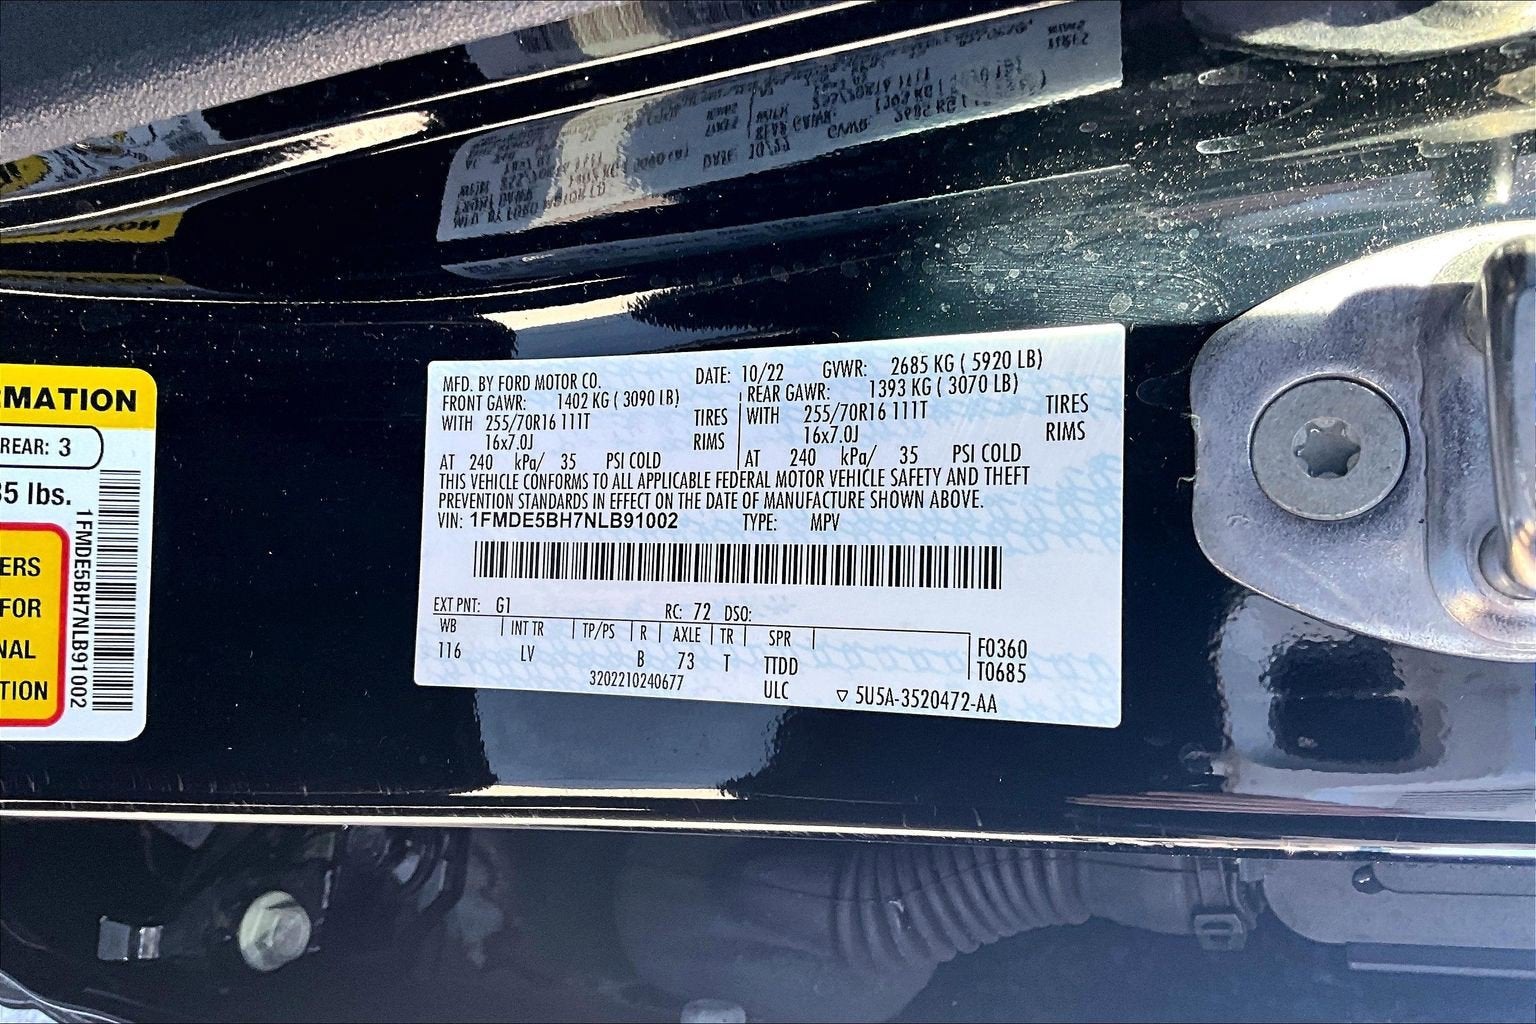 MFD. BY FORD MOTOR CO. DATE: 10/22 GVWR: 2685 KG ( 5920 LB)
FRONT GAWR: 1402 KG ( 3090 LB) REAR GAWR: 1393 KG ( 3070 LB)
WITH 255/70R16 111T TIRES WITH 255/70R16 111T TIRES
16x7.0J RIMS 16x7.0J RIMS
AT 240 kPa/ 35 PSI COLD AT 240 kPa/ 35 PSI COLD
THIS VEHICLE CONFORMS TO ALL APPLICABLE FEDERAL MOTOR VEHICLE SAFETY AND THEFT
PREVENTION STANDARDS IN EFFECT ON THE DATE OF MANUFACTURE SHOWN ABOVE.
VIN: 1FMDE5BH7NLB91002 TYPE: MPV
EXT PNT: G1 RC: 72 DSO:
WB INT TR TP/PS R AXLE TR SPR
116 LV B 73 T TTDD F0360
T0685
3202210240677 ULC ▽ 5U5A-3520472-AA
RMATION
REAR: 3
35 lbs.
ERS
FOR
NAL
TION
1FMDE5BH7NLB91002